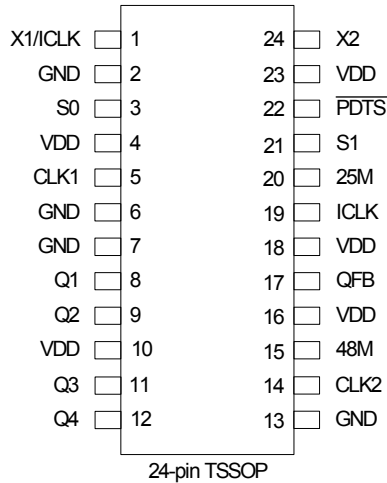 X1/ICLK 1 24 X2
GND 2 23 VDD
S0 3 22 PDTS
VDD 4 21 S1
CLK1 5 20 25M
GND 6 19 ICLK
GND 7 18 VDD
Q1 8 17 QFB
Q2 9 16 VDD
VDD 10 15 48M
Q3 11 14 CLK2
Q4 12 13 GND
24-pin TSSOP